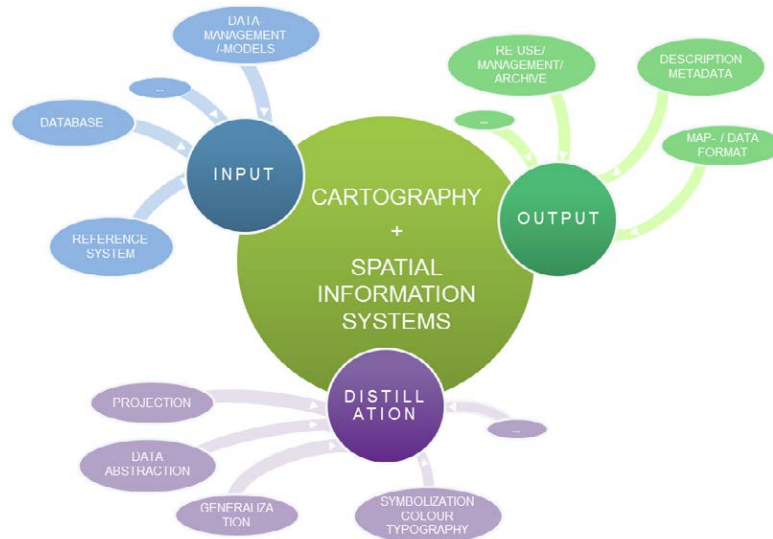 DATA-
MANAGEMENT
/-MODELS
...
DATABASE
REFERENCE
SYSTEM
INPUT
RE-USE/
MANAGEMENT/
ARCHIVE
...
DESCRIPTION
METADATA
MAP- / DATA
FORMAT
OUTPUT
CARTOGRAPHY
+
SPATIAL
INFORMATION
SYSTEMS
DISTILL
ATION
PROJECTION
DATA
ABSTRACTION
GENERALIZA
TION
SYMBOLIZATION
COLOUR
TYPOGRAPHY
...